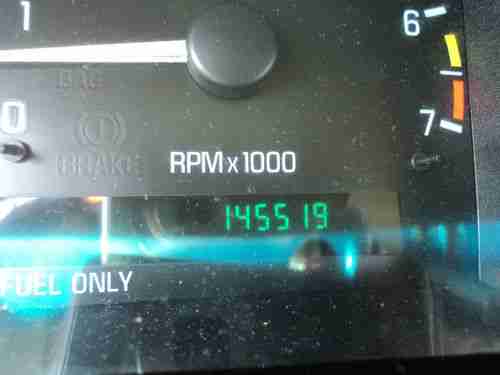 1
6
0
BRAKE
7
RPM x 1000
145519
FUEL ONLY